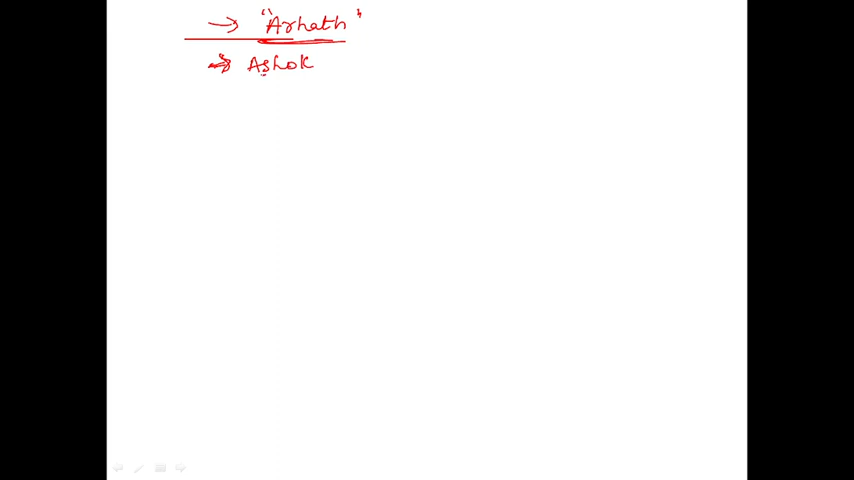 → "Arhath"
→ Ashok